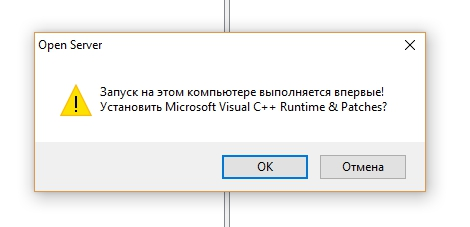 Open Server
Запуск на этом компьютере выполняется впервые!
Установить Microsoft Visual C++ Runtime & Patches?
OK
Отмена